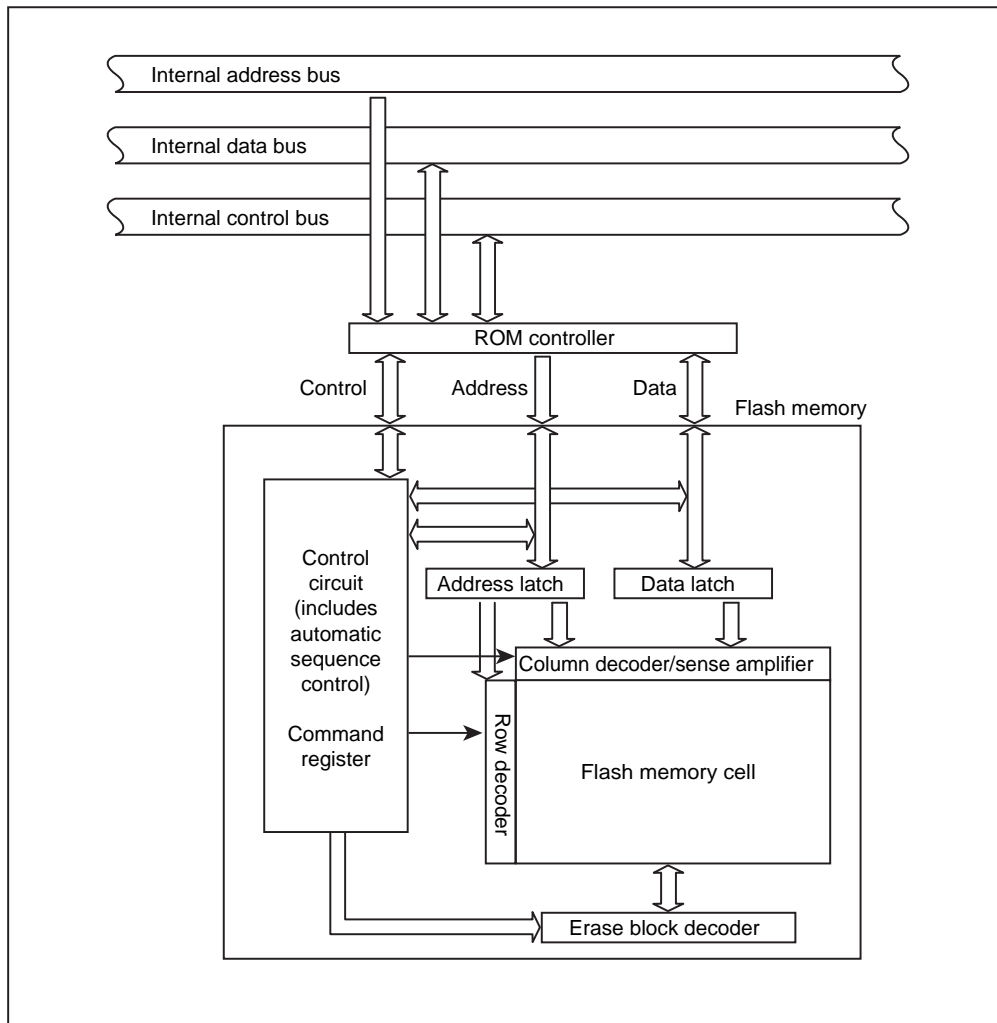 Internal address bus
Internal data bus
Internal control bus
ROM controller
Control
Address
Data
Flash memory
Control
circuit
(includes
automatic
sequence
control)
Command
register
Address latch
Data latch
Column decoder/sense amplifier
Row decoder
Flash memory cell
Erase block decoder